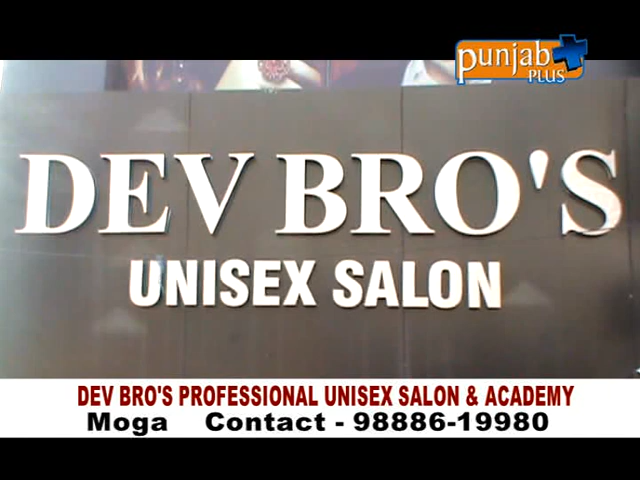 punjab
PLUS
DEV BRO'S
UNISEX SALON
DEV BRO'S PROFESSIONAL UNISEX SALON & ACADEMY
Moga Contact - 98886-19980